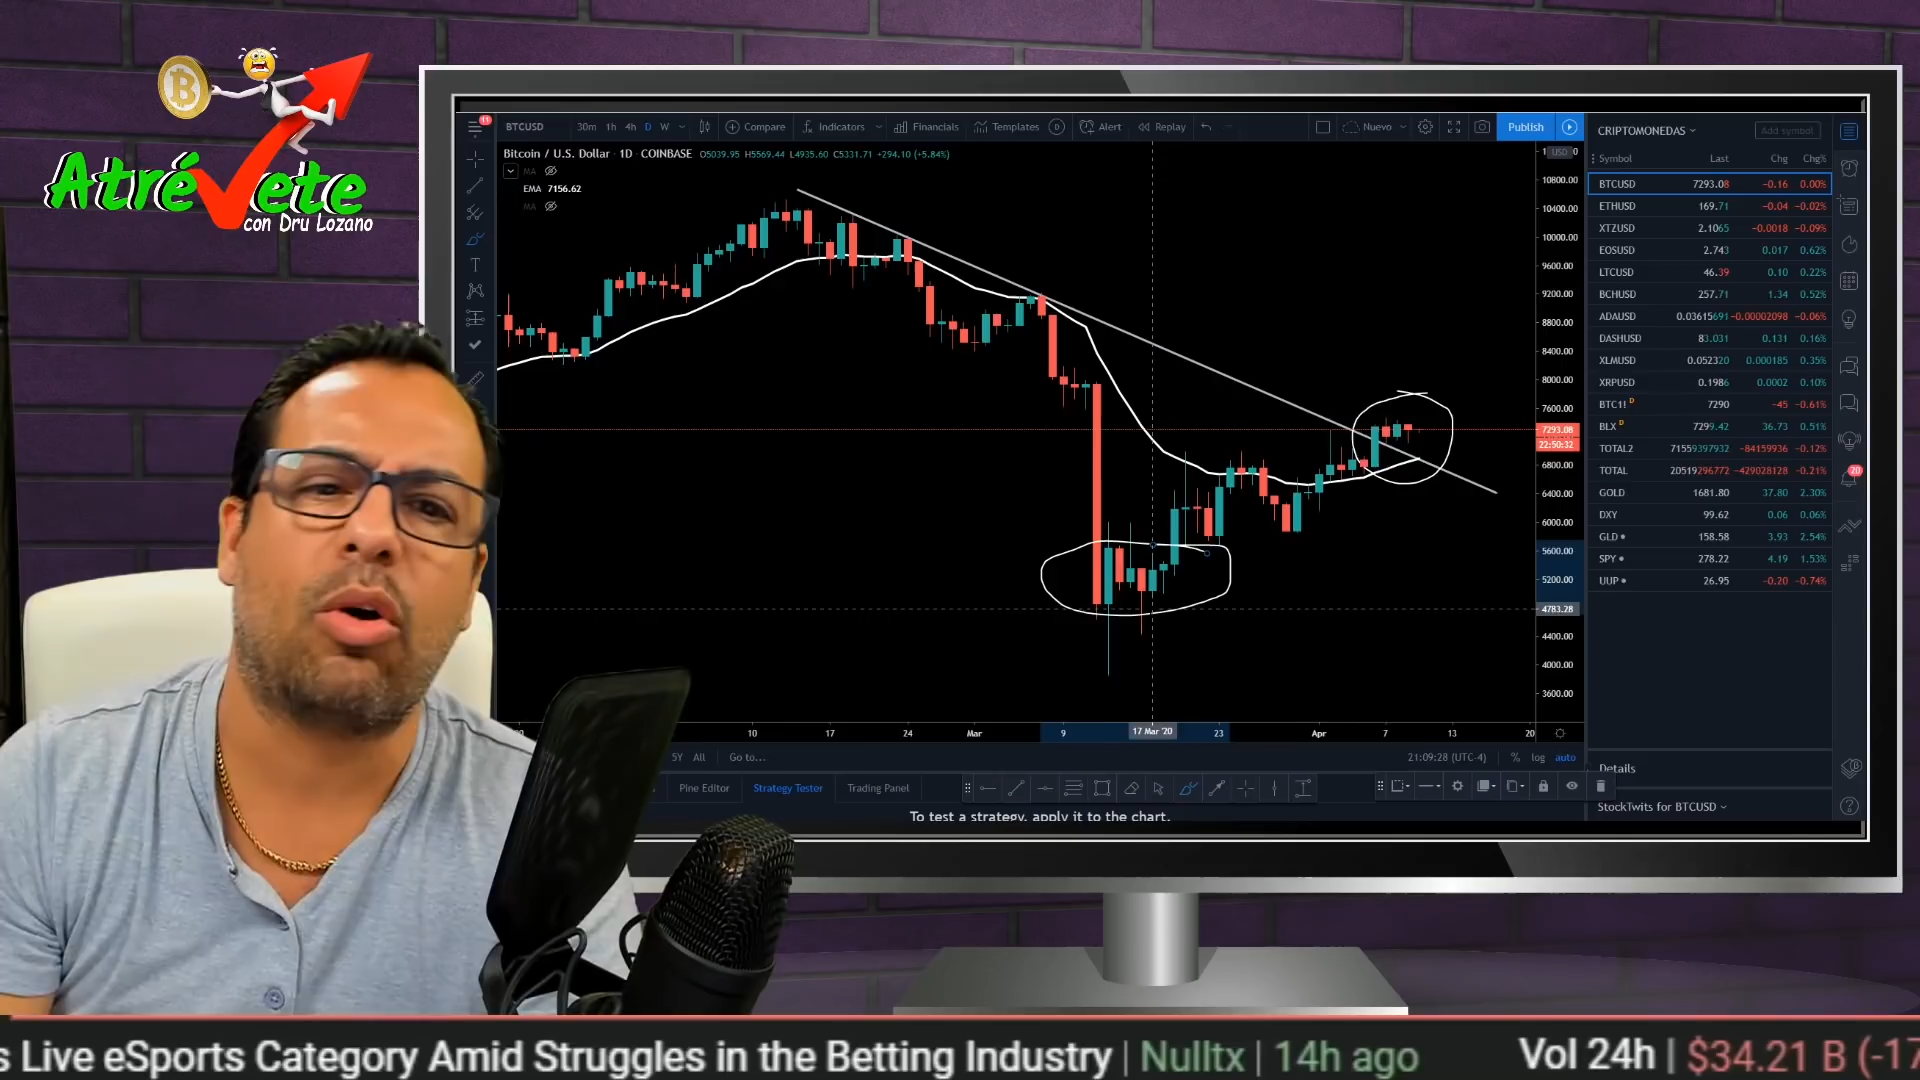 Atrévete
con Dru Lozano
11
BTCUSD 30m 1h 4h D W Compare Indicators Financials Templates D Alert Replay Nuevo Publish
Bitcoin / U.S. Dollar · 1D · COINBASE O5039.95 H5569.44 L4935.60 C5331.71 +294.10 (+5.84%)
MA
EMA 7156.62
MA
USD
10800.00
10400.00
10000.00
9600.00
9200.00
8800.00
8400.00
8000.00
7600.00
7293.08
22:50:32
6800.00
6400.00
6000.00
5600.00
5200.00
4783.28
4400.00
4000.00
3600.00
10 17 24 Mar 9 17 Mar '20 23 Apr 7 13 20
5Y All Go to... 21:09:28 (UTC-4) % log auto
Pine Editor Strategy Tester Trading Panel
To test a strategy, apply it to the chart.
CRIPTOMONEDAS Add symbol
Symbol Last Chg Chg%
BTCUSD 7293.08 −0.16 0.00%
ETHUSD 169.71 −0.04 −0.02%
XTZUSD 2.1065 −0.0018 −0.09%
EOSUSD 2.743 0.017 0.62%
LTCUSD 46.39 0.10 0.22%
BCHUSD 257.71 1.34 0.52%
ADAUSD 0.03615691 −0.00002098 −0.06%
DASHUSD 83.031 0.131 0.16%
XLMUSD 0.052320 0.000185 0.35%
XRPUSD 0.1986 0.0002 0.10%
BTC1! D 7290 −45 −0.61%
BLX D 7299.42 36.73 0.51%
TOTAL2 71559397932 −84159936 −0.12%
TOTAL 20519296772 −429028128 −0.21%
GOLD 1681.80 37.80 2.30%
DXY 99.62 0.06 0.06%
GLD 158.58 3.93 2.54%
SPY 278.22 4.19 1.53%
UUP 26.95 −0.20 −0.74%
20
Details
StockTwits for BTCUSD
s Live eSports Category Amid Struggles in the Betting Industry | Nulltx | 14h ago Vol 24h | $34.21 B (-17